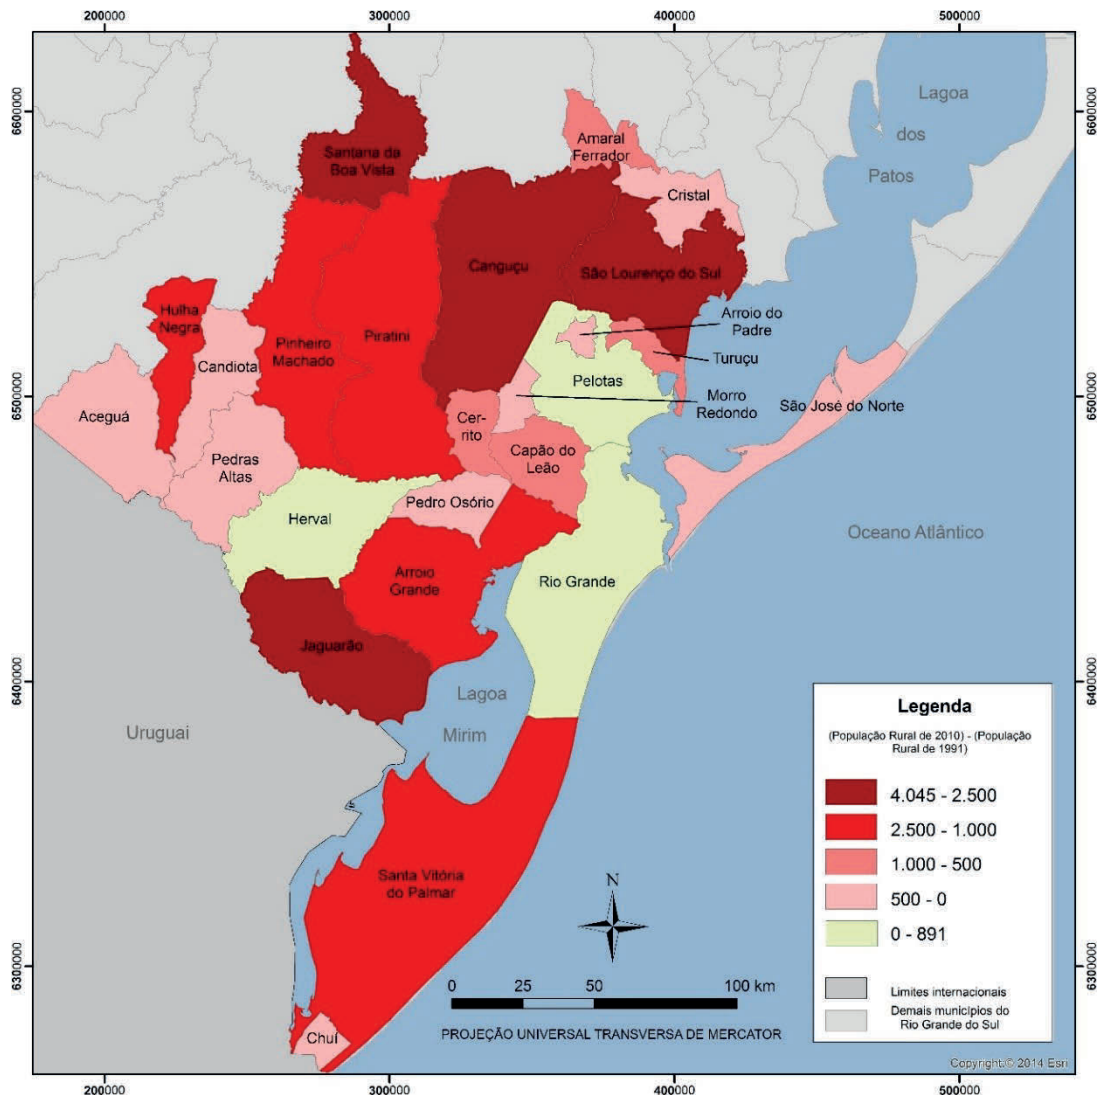 200000
300000
400000
500000
6600000
6600000
Lagoa
dos
Patos
Amaral
Ferrador
Santana da
Boa Vista
Cristal
Canguçu
São Lourenço do Sul
Hulha
Negra
Arroio do
Padre
Pinheiro
Machado
Piratini
Candiota
Turuçu
Pelotas
Morro
Redondo
6500000
6500000
Aceguá
São José do Norte
Cer-
rito
Capão do
Leão
Pedras
Altas
Pedro Osório
Herval
Oceano Atlântico
Arroio
Grande
Rio Grande
Jaguarão
6400000
6400000
Lagoa
Mirim
Uruguai
Legenda
(População Rural de 2010) - (População
Rural de 1991)
4.045 - 2.500
2.500 - 1.000
1.000 - 500
500 - 0
0 - 891
Limites internacionais
Demais municípios do
Rio Grande do Sul
Santa Vitória
do Palmar
N
6300000
6300000
0 25 50 100 km
PROJEÇÃO UNIVERSAL TRANSVERSA DE MERCATOR
Chuí
Copyright:© 2014 Esri
200000
300000
400000
500000